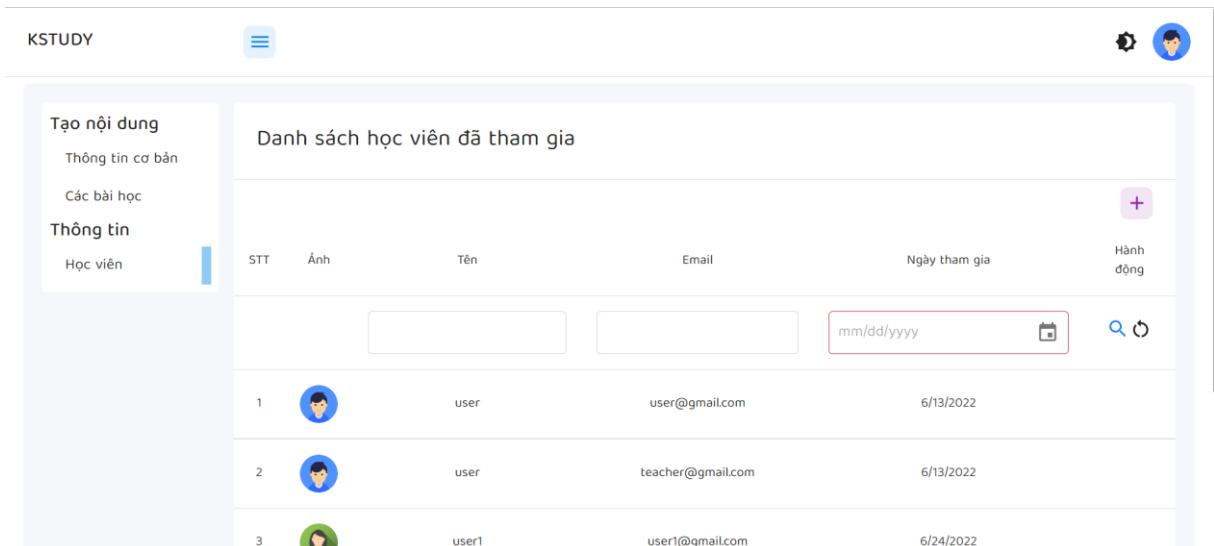 KSTUDY
Tạo nội dung
Thông tin cơ bản
Các bài học
Thông tin
Học viên
Danh sách học viên đã tham gia
+
STT Ảnh Tên Email Ngày tham gia Hành động
mm/dd/yyyy
1 user user@gmail.com 6/13/2022
2 user teacher@gmail.com 6/13/2022
3 user1 user1@gmail.com 6/24/2022